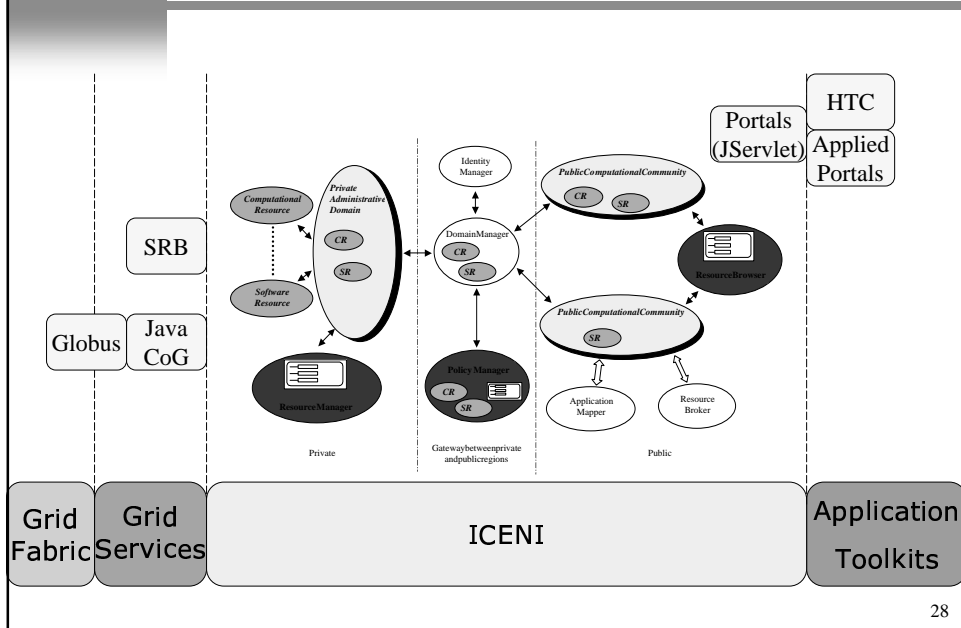 HTC
Portals
(JServlet)
Applied
Portals
SRB
Globus
Java
CoG
Computational
Resource
Software
Resource
Private
Administrative
Domain
CR
SR
ResourceManager
Private
Identity
Manager
DomainManager
CR
SR
PolicyManager
CR
SR
Gatewaybetweenprivate
andpublicregions
PublicComputationalCommunity
CR
SR
ResourceBrowser
PublicComputationalCommunity
SR
Application
Mapper
Resource
Broker
Public
Grid
Fabric
Grid
Services
ICENI
Application
Toolkits
28